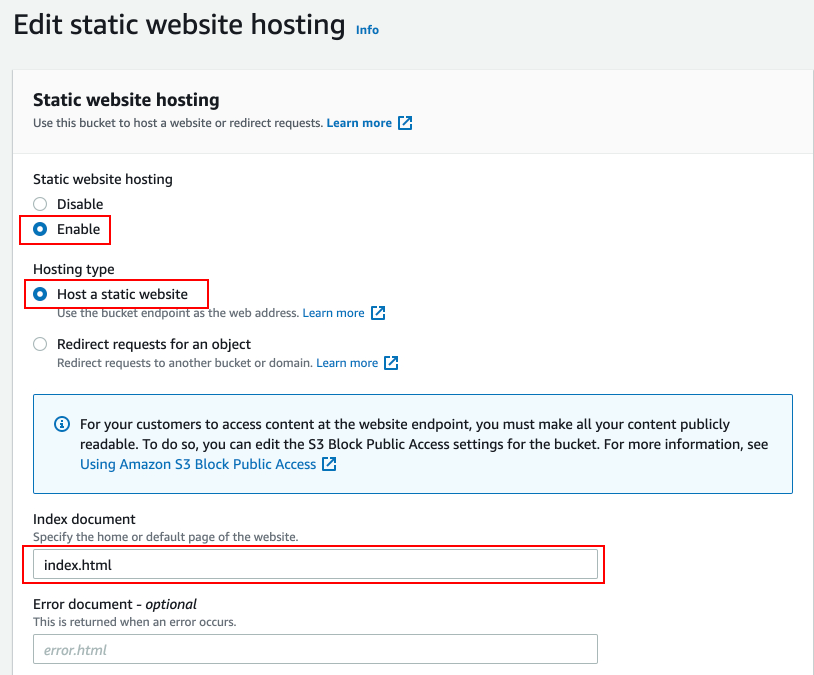 Edit static website hosting Info
Static website hosting
Use this bucket to host a website or redirect requests. Learn more
Static website hosting
Disable
Enable
Hosting type
Host a static website
Use the bucket endpoint as the web address. Learn more
Redirect requests for an object
Redirect requests to another bucket or domain. Learn more
For your customers to access content at the website endpoint, you must make all your content publicly
readable. To do so, you can edit the S3 Block Public Access settings for the bucket. For more information, see
Using Amazon S3 Block Public Access
Index document
Specify the home or default page of the website.
index.html
Error document - optional
This is returned when an error occurs.
error.html